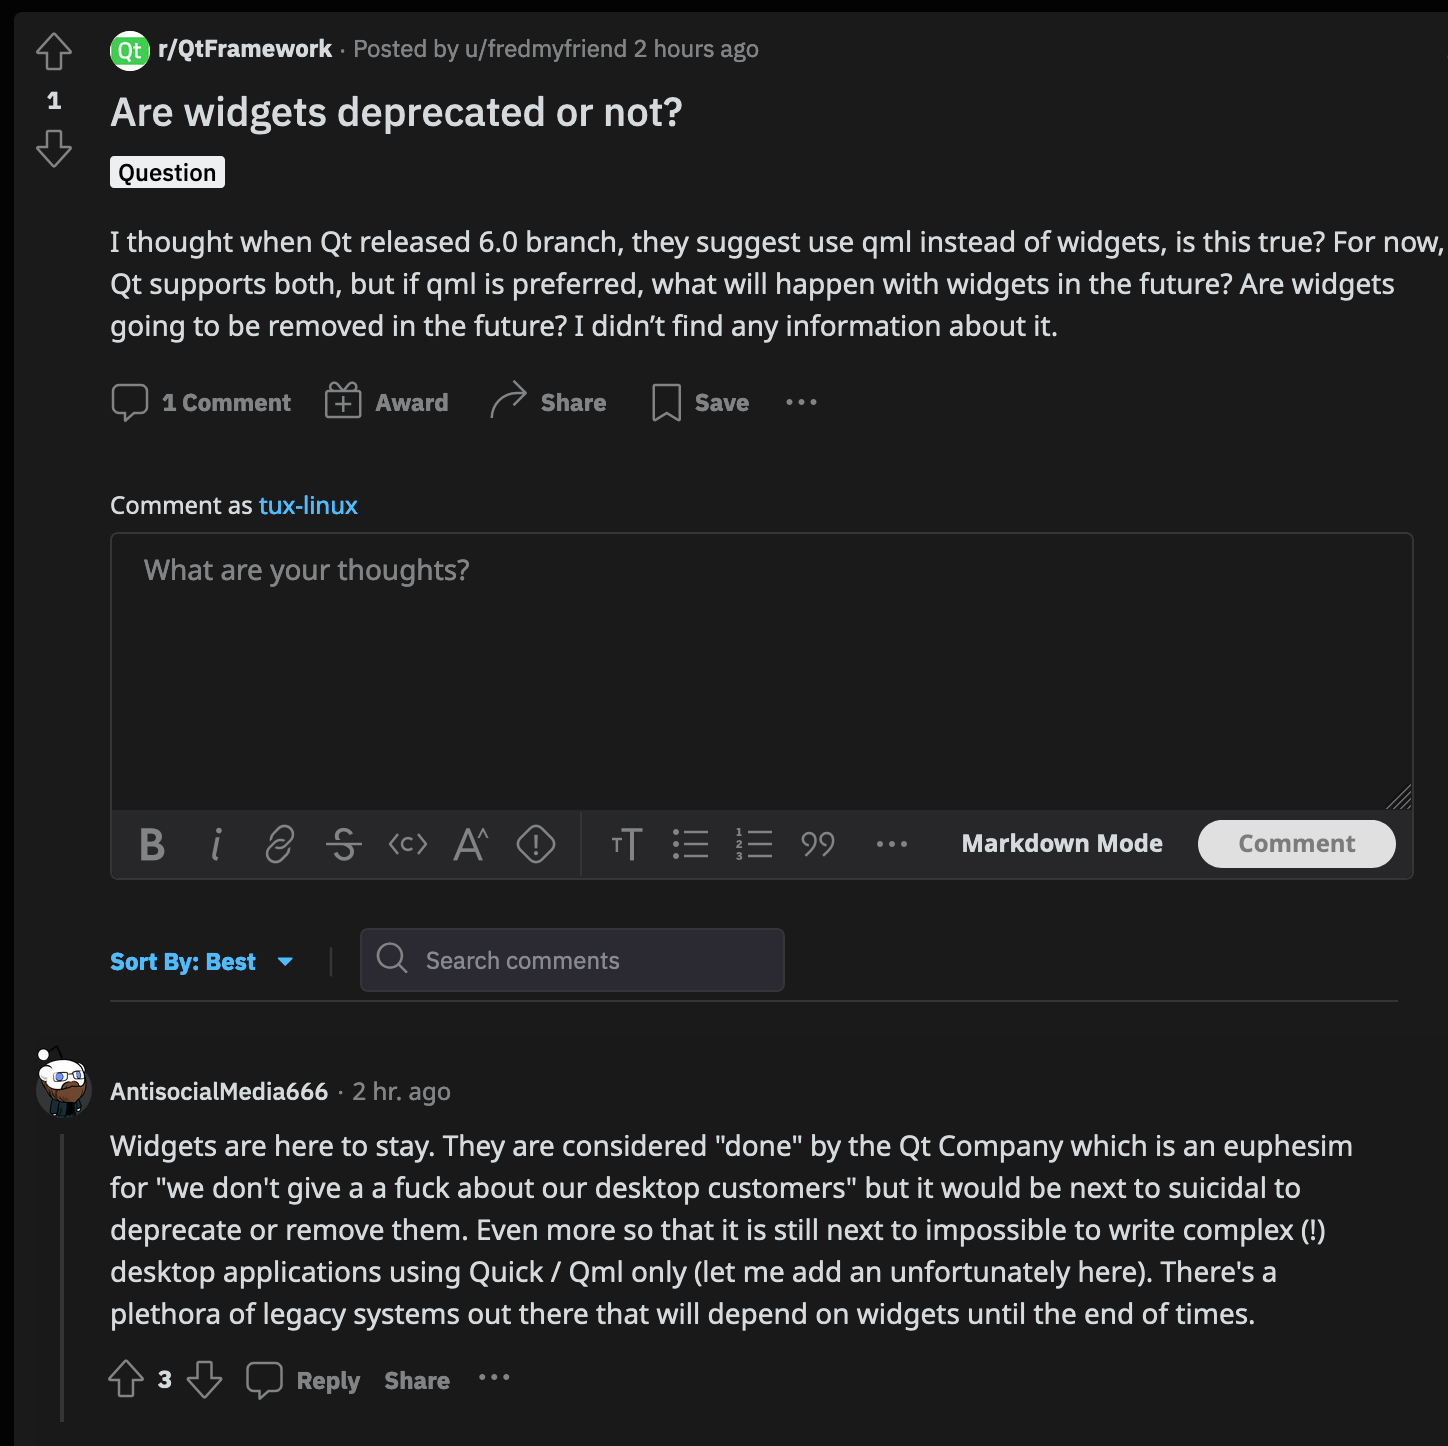 Qt r/QtFramework · Posted by u/fredmyfriend 2 hours ago
1
Are widgets deprecated or not?
Question
I thought when Qt released 6.0 branch, they suggest use qml instead of widgets, is this true? For now,
Qt supports both, but if qml is preferred, what will happen with widgets in the future? Are widgets
going to be removed in the future? I didn’t find any information about it.
1 Comment Award Share Save ...
Comment as tux-linux
What are your thoughts?
B i S <c> A^ ! TT 1 2 3 99 ... Markdown Mode Comment
Sort By: Best Search comments
AntisocialMedia666 · 2 hr. ago
Widgets are here to stay. They are considered "done" by the Qt Company which is an euphesim
for "we don't give a a fuck about our desktop customers" but it would be next to suicidal to
deprecate or remove them. Even more so that it is still next to impossible to write complex (!)
desktop applications using Quick / Qml only (let me add an unfortunately here). There's a
plethora of legacy systems out there that will depend on widgets until the end of times.
3 Reply Share ...